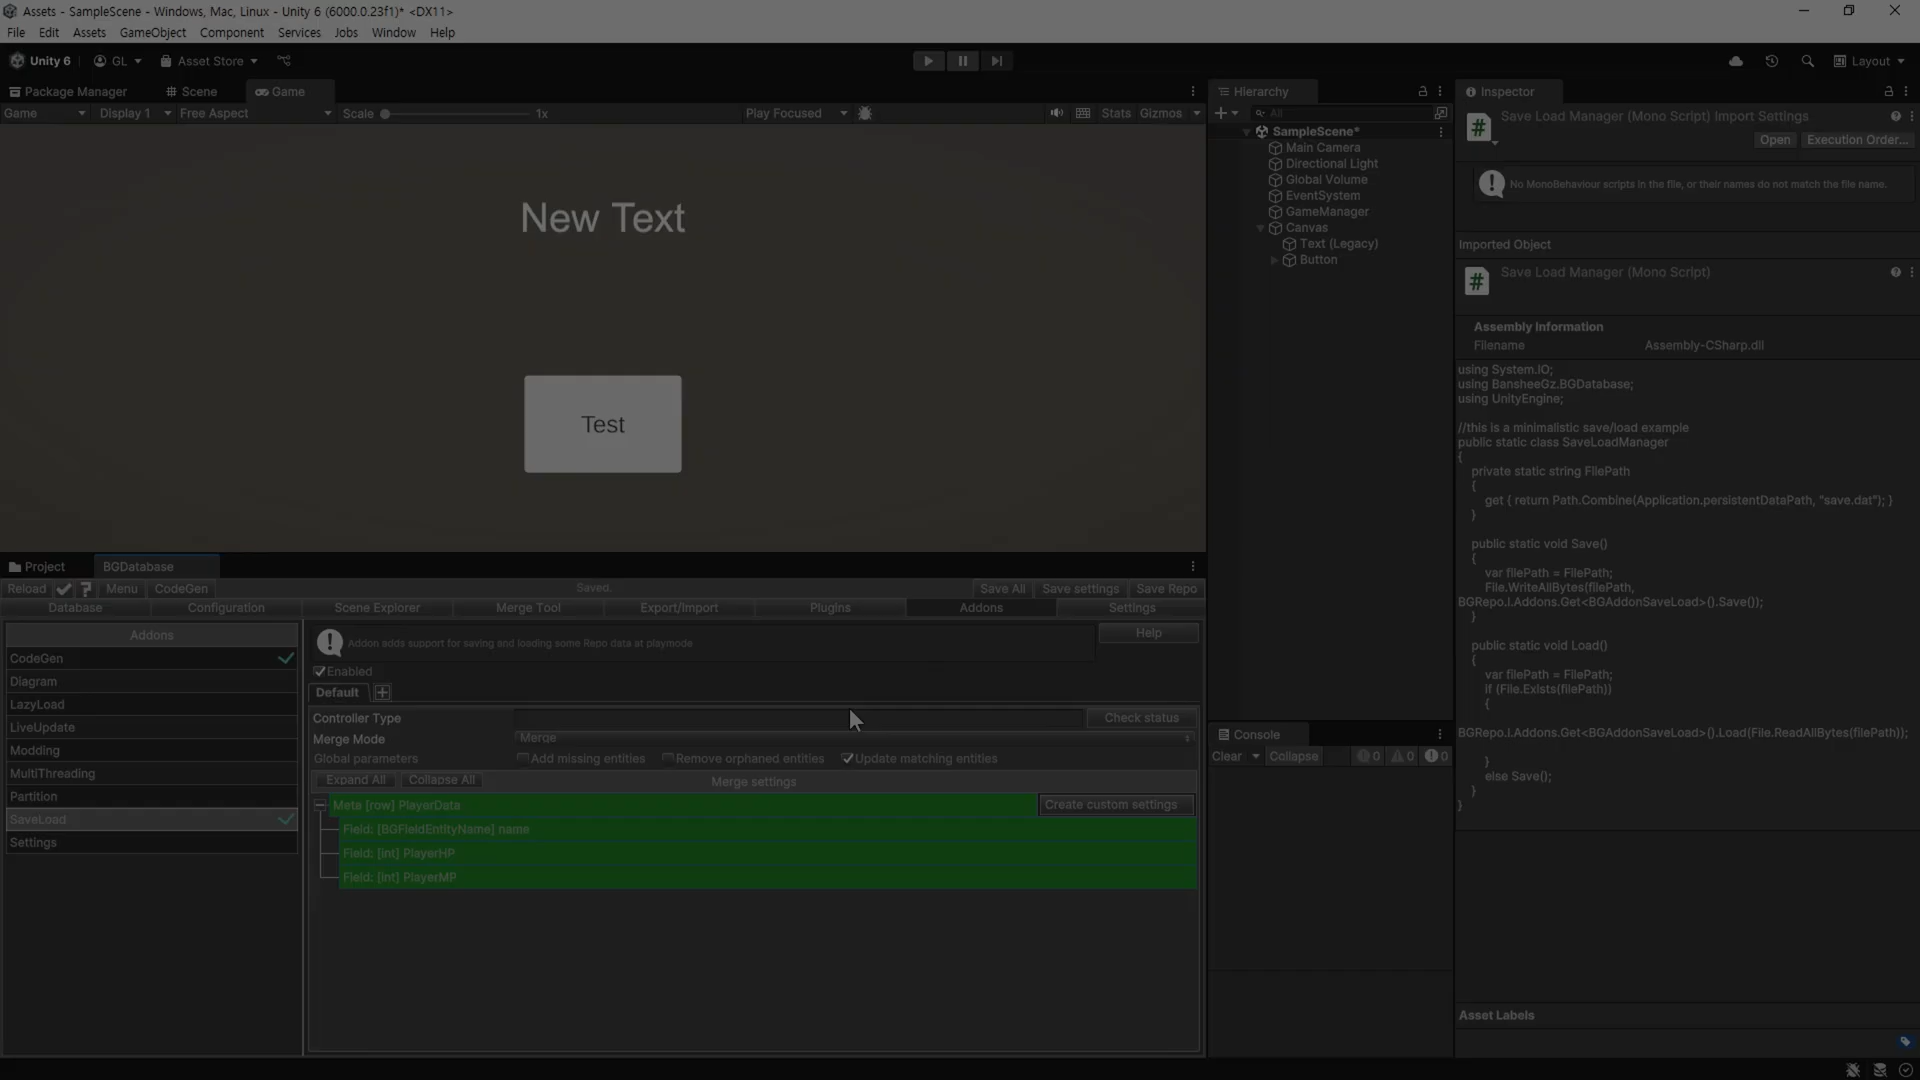 Assets - SampleScene - Windows, Mac, Linux - Unity 6 (6000.0.23f1)* <DX11>
File Edit Assets GameObject Component Services Jobs Window Help
Unity 6 GL Asset Store Layout
Package Manager Scene Game
Game Display 1 Free Aspect Scale 1x Play Focused Stats Gizmos
New Text
Test
Hierarchy
All
SampleScene*
Main Camera
Directional Light
Global Volume
EventSystem
GameManager
Canvas
Text (Legacy)
Button
Inspector
Save Load Manager (Mono Script) Import Settings
Open Execution Order...
No MonoBehaviour scripts in the file, or their names do not match the file name.
Imported Object
Save Load Manager (Mono Script)
Assembly Information
Filename Assembly-CSharp.dll
using System.IO;
using BansheeGz.BGDatabase;
using UnityEngine;
//this is a minimalistic save/load example
public static class SaveLoadManager
{
private static string FilePath
{
get { return Path.Combine(Application.persistentDataPath, "save.dat"); }
}
public static void Save()
{
var filePath = FilePath;
File.WriteAllBytes(filePath,
BGRepo.I.Addons.Get<BGAddonSaveLoad>().Save());
}
public static void Load()
{
var filePath = FilePath;
if (File.Exists(filePath))
{
BGRepo.I.Addons.Get<BGAddonSaveLoad>().Load(File.ReadAllBytes(filePath));
}
else Save();
}
}
Asset Labels
Project BGDatabase
Reload ? Menu CodeGen Saved. Save All Save settings Save Repo
Database Configuration Scene Explorer Merge Tool Export/Import Plugins Addons Settings
Addons
CodeGen
Diagram
LazyLoad
LiveUpdate
Modding
MultiThreading
Partition
SaveLoad
Settings
Addon adds support for saving and loading some Repo data at playmode
Help
Enabled
Default
Controller Type Check status
Merge Mode Merge
Global parameters Add missing entities Remove orphaned entities Update matching entities
Expand All Collapse All Merge settings
Meta [row] PlayerData Create custom settings
Field: [BGFieldEntityName] name
Field: [int] PlayerHP
Field: [int] PlayerMP
Console
Clear Collapse 0 0 0